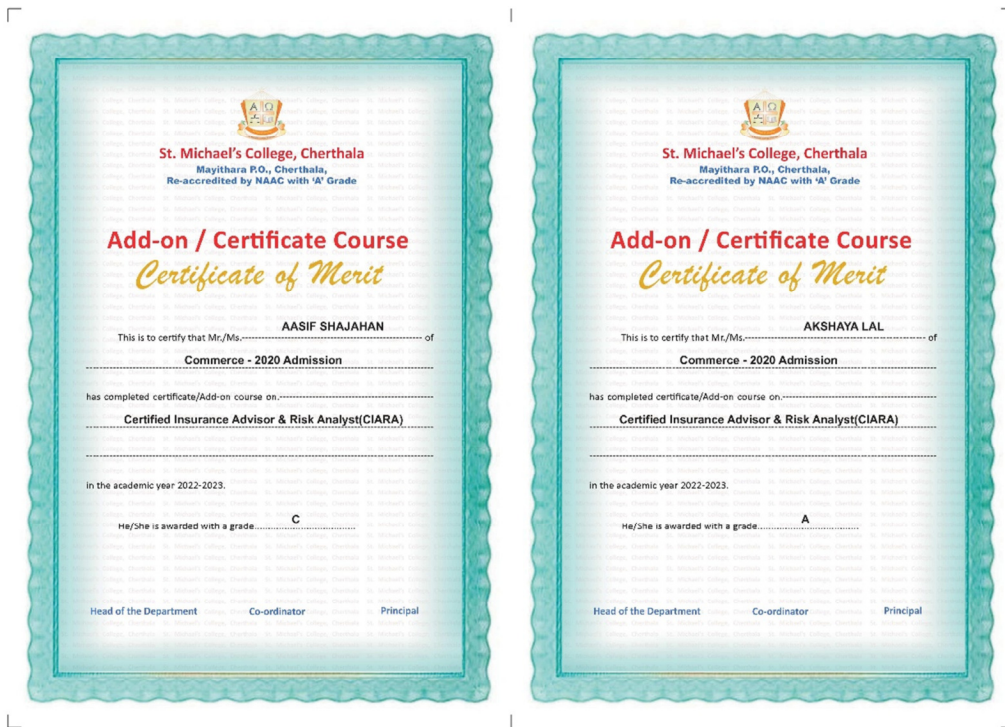 St. Michael's College, Cherthala
Mayithara P.O., Cherthala,
Re-accredited by NAAC with 'A' Grade
Add-on / Certificate Course
Certificate of Merit
AASIF SHAJAHAN
This is to certify that Mr./Ms.------------------------------ of
Commerce - 2020 Admission
has completed certificate/Add-on course on.------------------------------
Certified Insurance Advisor & Risk Analyst(CIARA)
in the academic year 2022-2023.
He/She is awarded with a grade.......C..............
Head of the Department Co-ordinator Principal
St. Michael's College, Cherthala
Mayithara P.O., Cherthala,
Re-accredited by NAAC with 'A' Grade
Add-on / Certificate Course
Certificate of Merit
AKSHAYA LAL
This is to certify that Mr./Ms.------------------------------ of
Commerce - 2020 Admission
has completed certificate/Add-on course on.------------------------------
Certified Insurance Advisor & Risk Analyst(CIARA)
in the academic year 2022-2023.
He/She is awarded with a grade.......A..............
Head of the Department Co-ordinator Principal